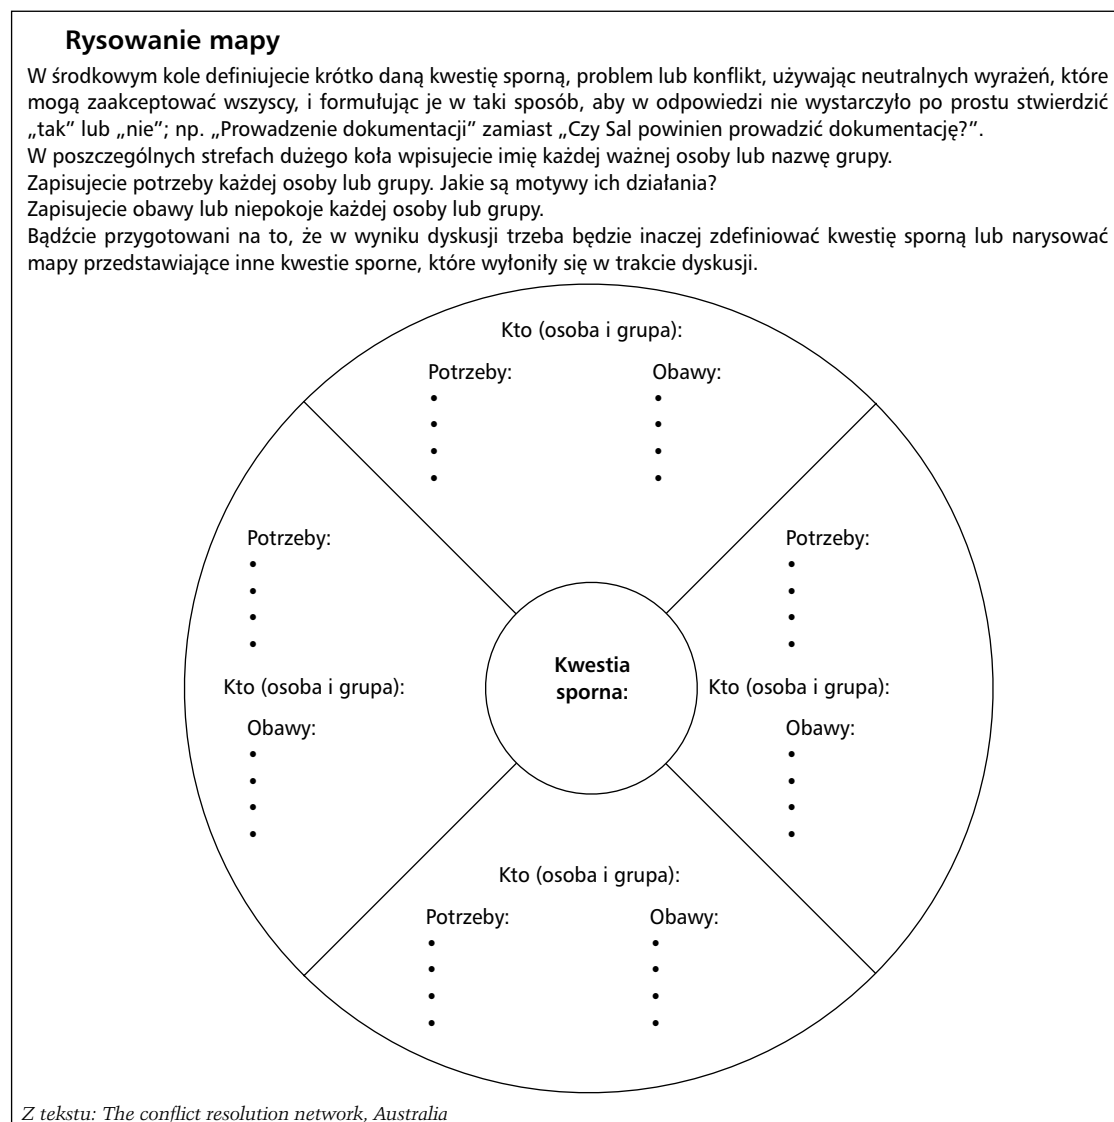 Rysowanie mapy
W środkowym kole definiujecie krótko daną kwestię sporną, problem lub konflikt, używając neutralnych wyrażeń, które
mogą zaakceptować wszyscy, i formułując je w taki sposób, aby w odpowiedzi nie wystarczyło po prostu stwierdzić
„tak” lub „nie”; np. „Prowadzenie dokumentacji” zamiast „Czy Sal powinien prowadzić dokumentację?”.
W poszczególnych strefach dużego koła wpisujecie imię każdej ważnej osoby lub nazwę grupy.
Zapisujecie potrzeby każdej osoby lub grupy. Jakie są motywy ich działania?
Zapisujecie obawy lub niepokoje każdej osoby lub grupy.
Bądźcie przygotowani na to, że w wyniku dyskusji trzeba będzie inaczej zdefiniować kwestię sporną lub narysować
mapy przedstawiające inne kwestie sporne, które wyłoniły się w trakcie dyskusji.
Kto (osoba i grupa):
Potrzeby:
•
•
•
•
Obawy:
•
•
•
•
Potrzeby:
•
•
•
•
Kto (osoba i grupa):
Obawy:
•
•
•
•
Kwestia
sporna:
Potrzeby:
•
•
•
•
Kto (osoba i grupa):
Obawy:
•
•
•
•
Kto (osoba i grupa):
Potrzeby:
•
•
•
•
Obawy:
•
•
•
•
Z tekstu: The conflict resolution network, Australia